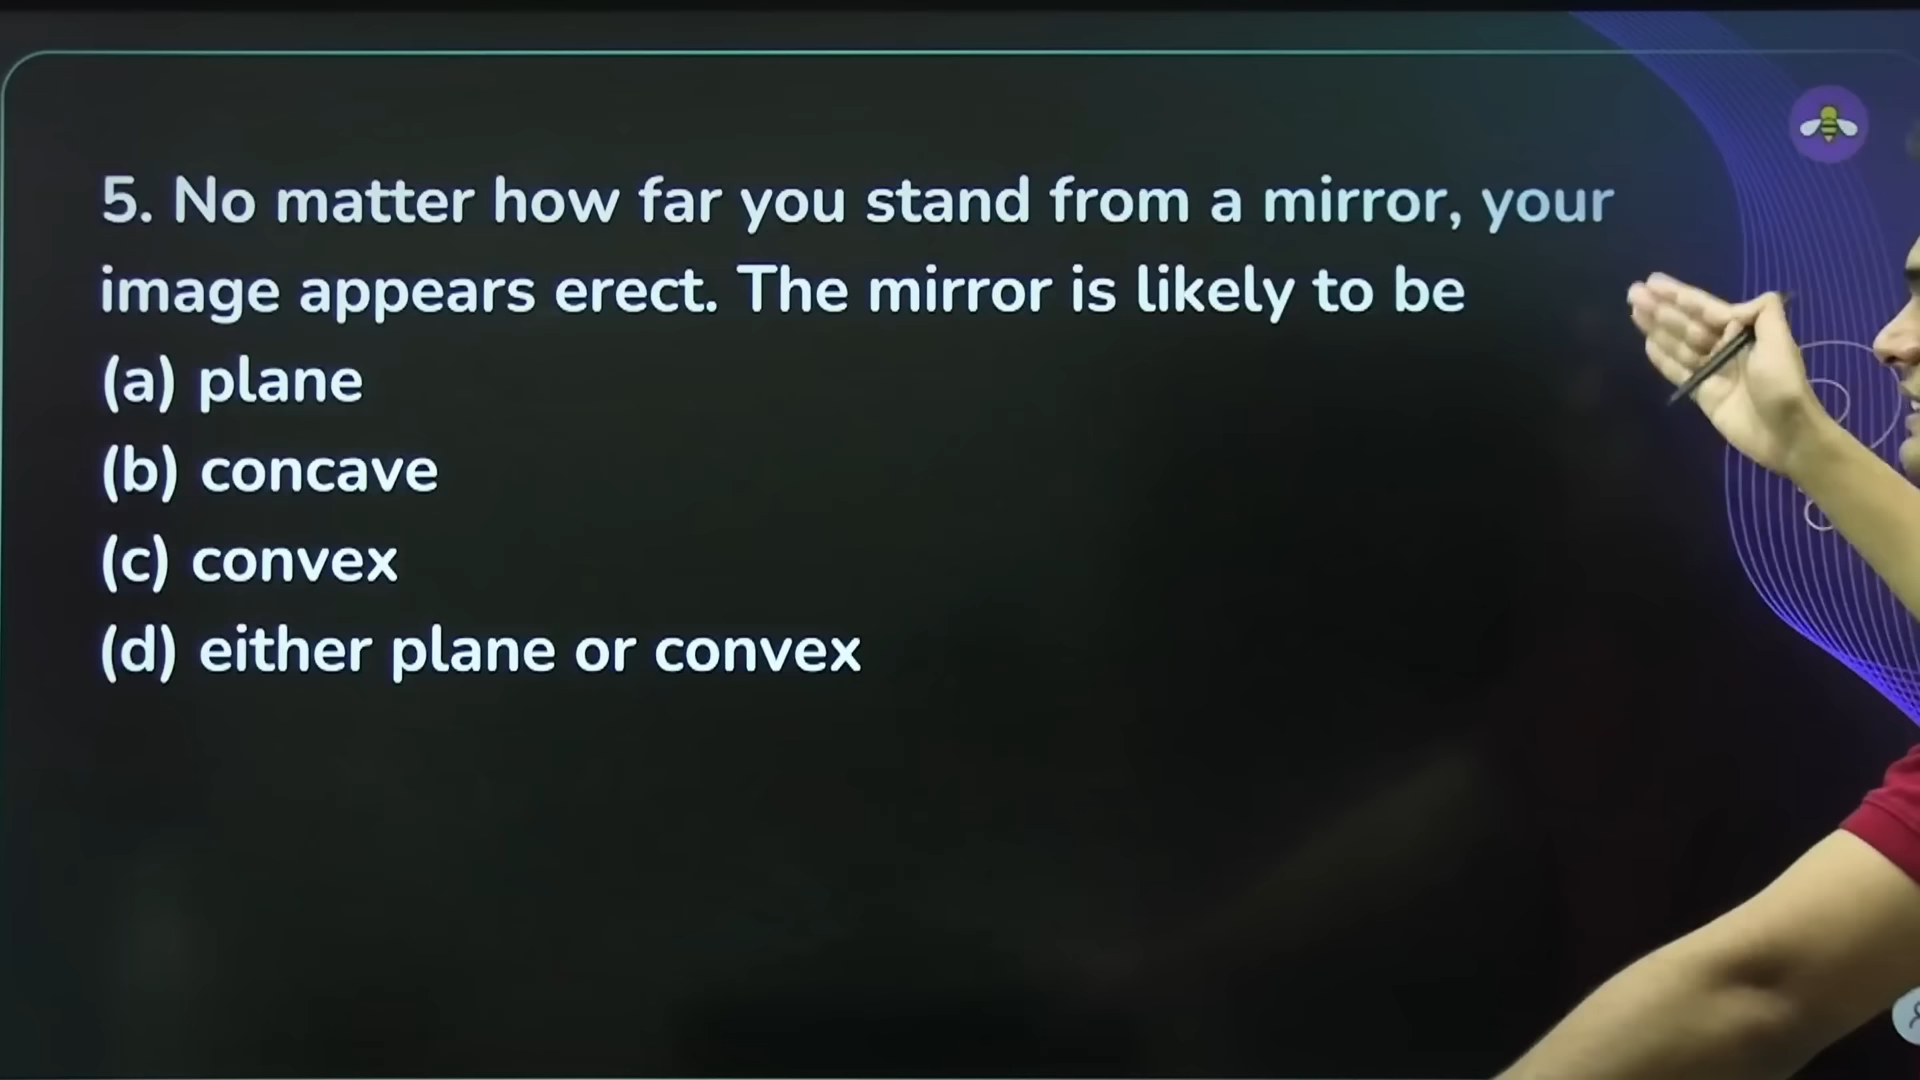 5. No matter how far you stand from a mirror, your
image appears erect. The mirror is likely to be
(a) plane
(b) concave
(c) convex
(d) either plane or convex